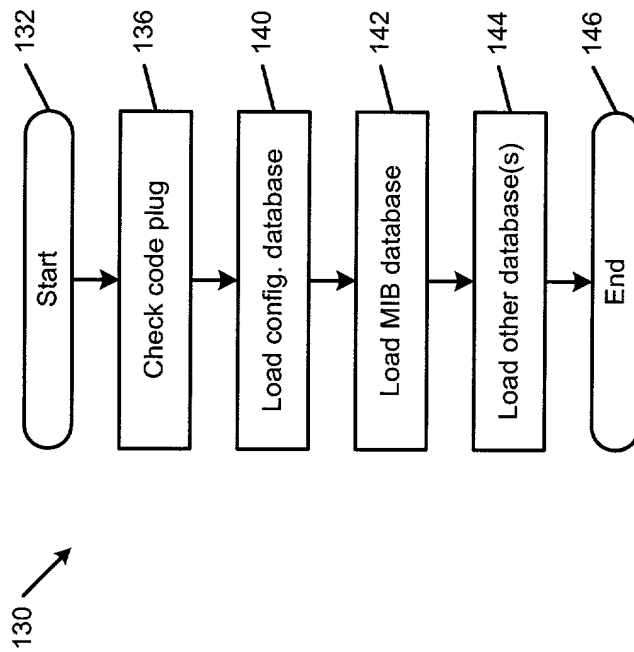 130
Start
132
Check code plug
136
Load config. database
140
Load MIB database
142
Load other database(s)
144
End
146